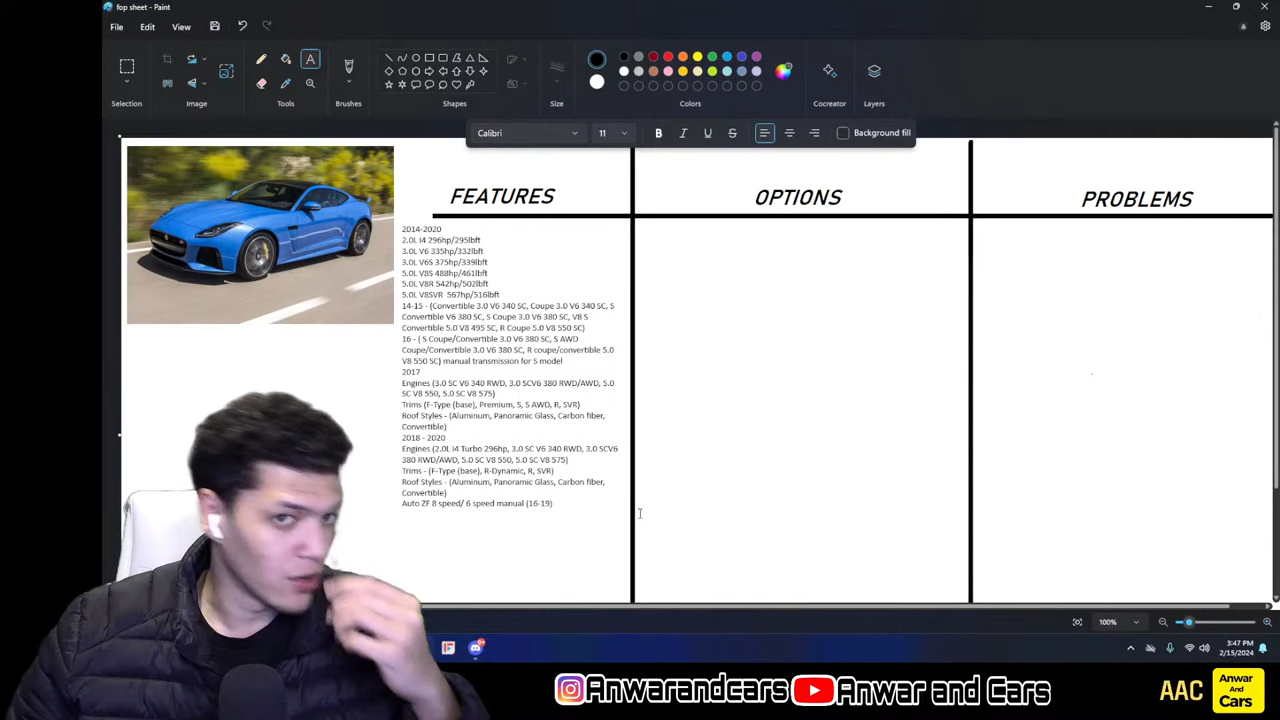 fop sheet - Paint
File Edit View
Selection
Image
Tools
Brushes
Shapes
Size
Colors
Cocreator
Layers
Calibri
11
B I U S
Background fill
FEATURES
OPTIONS
PROBLEMS
2014-2020
2.0L I4 296hp/295lbft
3.0L V6 335hp/332lbft
3.0L V6S 375hp/339lbft
5.0L V8S 488hp/461lbft
5.0L V8R 542hp/502lbft
5.0L V8SVR 567hp/516lbft
14-15 - (Convertible 3.0 V6 340 SC, Coupe 3.0 V6 340 SC, S
Convertible V6 380 SC, S Coupe 3.0 V6 380 SC, V8 S
Convertible 5.0 V8 495 SC, R Coupe 5.0 V8 550 SC)
16 - ( S Coupe/Convertible 3.0 V6 380 SC, S AWD
Coupe/Convertible 3.0 V6 380 SC, R coupe/convertible 5.0
V8 550 SC) manual transmission for S model
2017
Engines (3.0 SC V6 340 RWD, 3.0 SCV6 380 RWD/AWD, 5.0
SC V8 550, 5.0 SC V8 575)
Trims (F-Type (base), Premium, S, S AWD, R, SVR)
Roof Styles - (Aluminum, Panoramic Glass, Carbon fiber,
Convertible)
2018 - 2020
Engines (2.0L I4 Turbo 296hp, 3.0 SC V6 340 RWD, 3.0 SCV6
380 RWD/AWD, 5.0 SC V8 550, 5.0 SC V8 575)
Trims - (F-Type (base), R-Dynamic, R, SVR)
Roof Styles - (Aluminum, Panoramic Glass, Carbon fiber,
Convertible)
Auto ZF 8 speed/ 6 speed manual (16-19)
100%
3:47 PM
2/15/2024
Anwarandcars
Anwar and Cars
AAC
Anwar
And
Cars